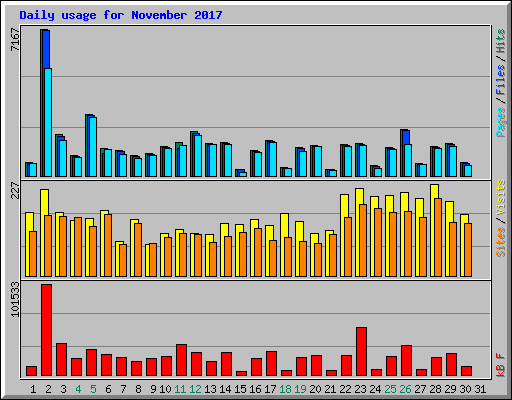 Daily usage for November 2017
7167
Pages / Files / Hits
227
Sites / Visits
101533
kB F
1 2 3 4 5 6 7 8 9 10 11 12 13 14 15 16 17 18 19 20 21 22 23 24 25 26 27 28 29 30 31